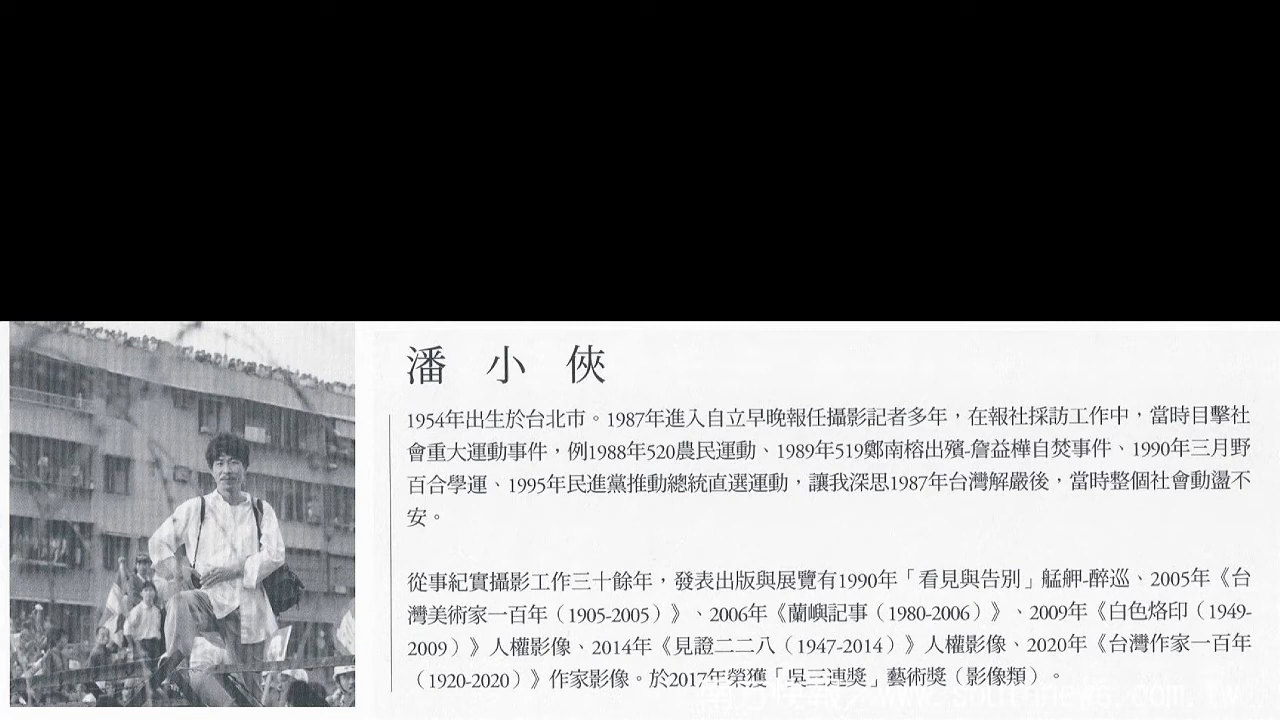 潘小俠
1954年出生於台北市。1987年進入自立早晚報任攝影記者多年，在報社採訪工作中，當時目擊社
會重大運動事件，例1988年520農民運動、1989年519鄭南榕出殯-詹益樺自焚事件、1990年三月野
百合學運、1995年民進黨推動總統直選運動，讓我深思1987年台灣解嚴後，當時整個社會動盪不
安。
從事紀實攝影工作三十餘年，發表出版與展覽有1990年「看見與告別」艋舺-醉巡、2005年《台
灣美術家一百年（1905-2005）》、2006年《蘭嶼記事（1980-2006）》、2009年《白色烙印（1949-
2009）》人權影像、2014年《見證二二八（1947-2014）》人權影像、2020年《台灣作家一百年
（1920-2020）》作家影像。於2017年榮獲「吳三連獎」藝術獎（影像類）。
www.southnews.com.tw